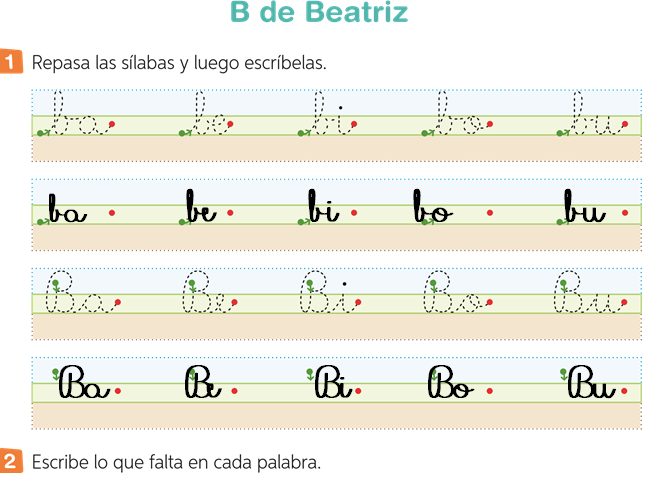 B de Beatriz
1 Repasa las sílabas y luego escríbelas.
ba be bi bo bu
ba be bi bo bu
Ba Be Bi Bo Bu
Ba Be Bi Bo Bu
2 Escribe lo que falta en cada palabra.